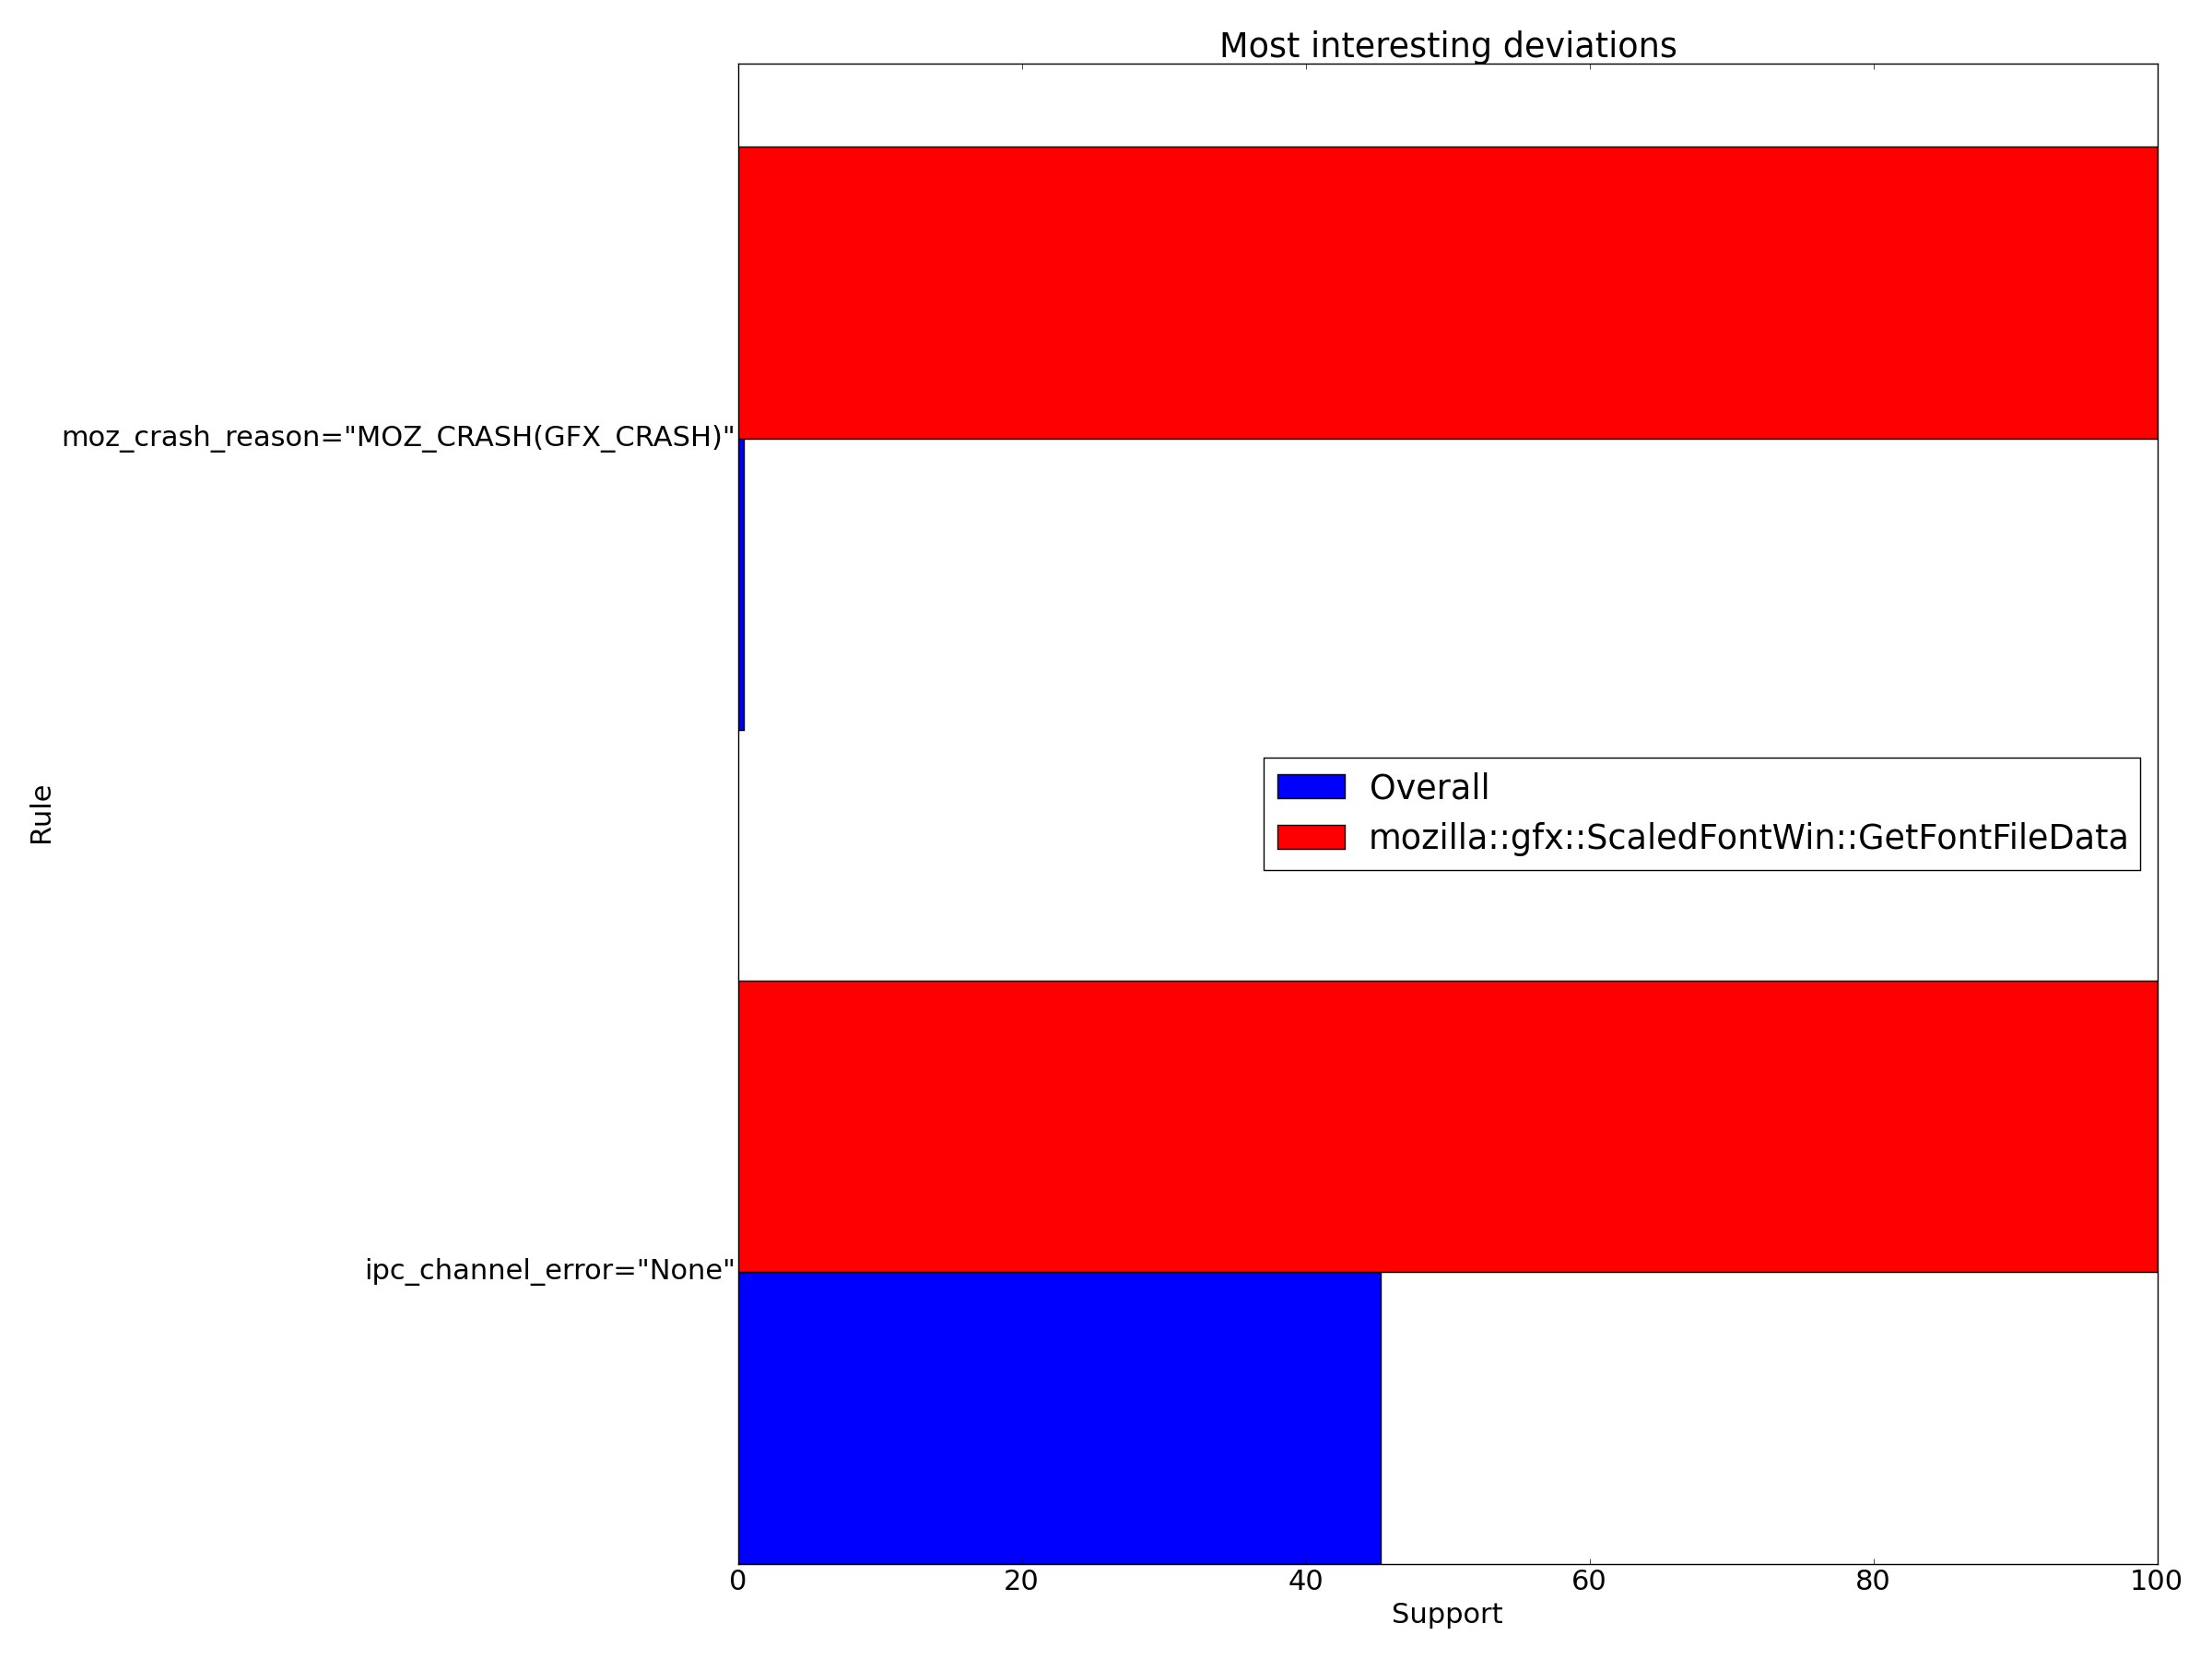 Most interesting deviations
moz_crash_reason="MOZ_CRASH(GFX_CRASH)"
Rule
Overall
mozilla::gfx::ScaledFontWin::GetFontFileData
ipc_channel_error="None"
0 20 40 60 80 100
Support